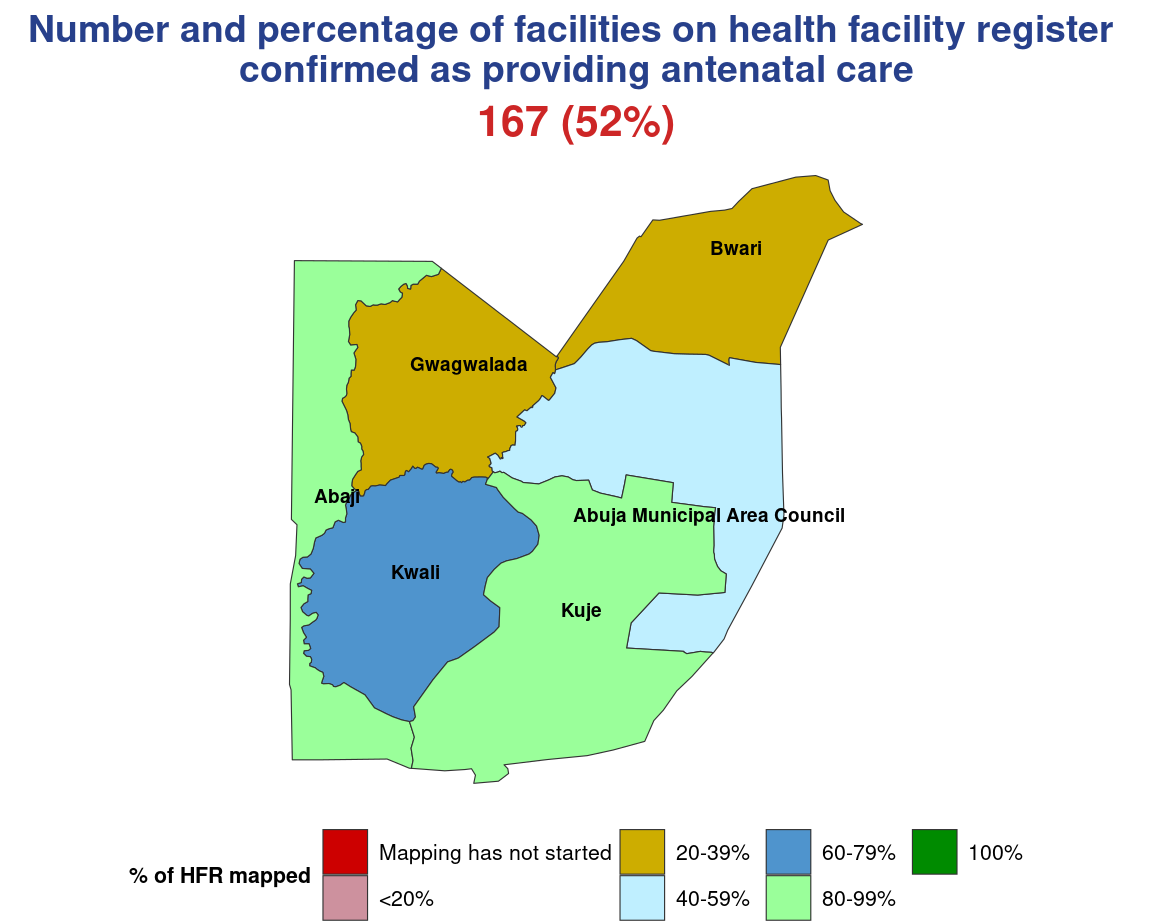 Number and percentage of facilities on health facility register
confirmed as providing antenatal care
167 (52%)
Bwari
Gwagwalada
Abaji
Abuja Municipal Area Council
Kwali
Kuje
% of HFR mapped
Mapping has not started
<20%
20-39%
40-59%
60-79%
80-99%
100%